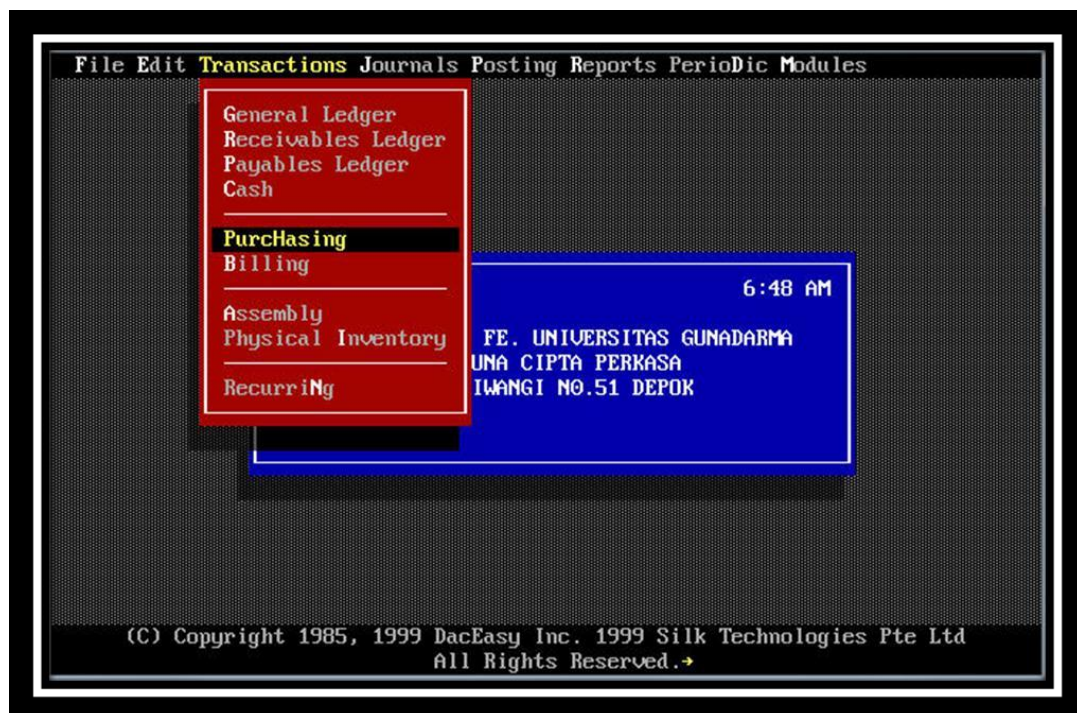 File Edit Transactions Journals Posting Reports PerioDic Modules
General Ledger
Receivables Ledger
Payables Ledger
Cash
PurcHasing
Billing
Assembly
Physical Inventory
RecurriNg
6:48 AM
FE. UNIVERSITAS GUNADARMA
UNA CIPTA PERKASA
IWANGI NO.51 DEPOK
(C) Copyright 1985, 1999 DacEasy Inc. 1999 Silk Technologies Pte Ltd
All Rights Reserved.→